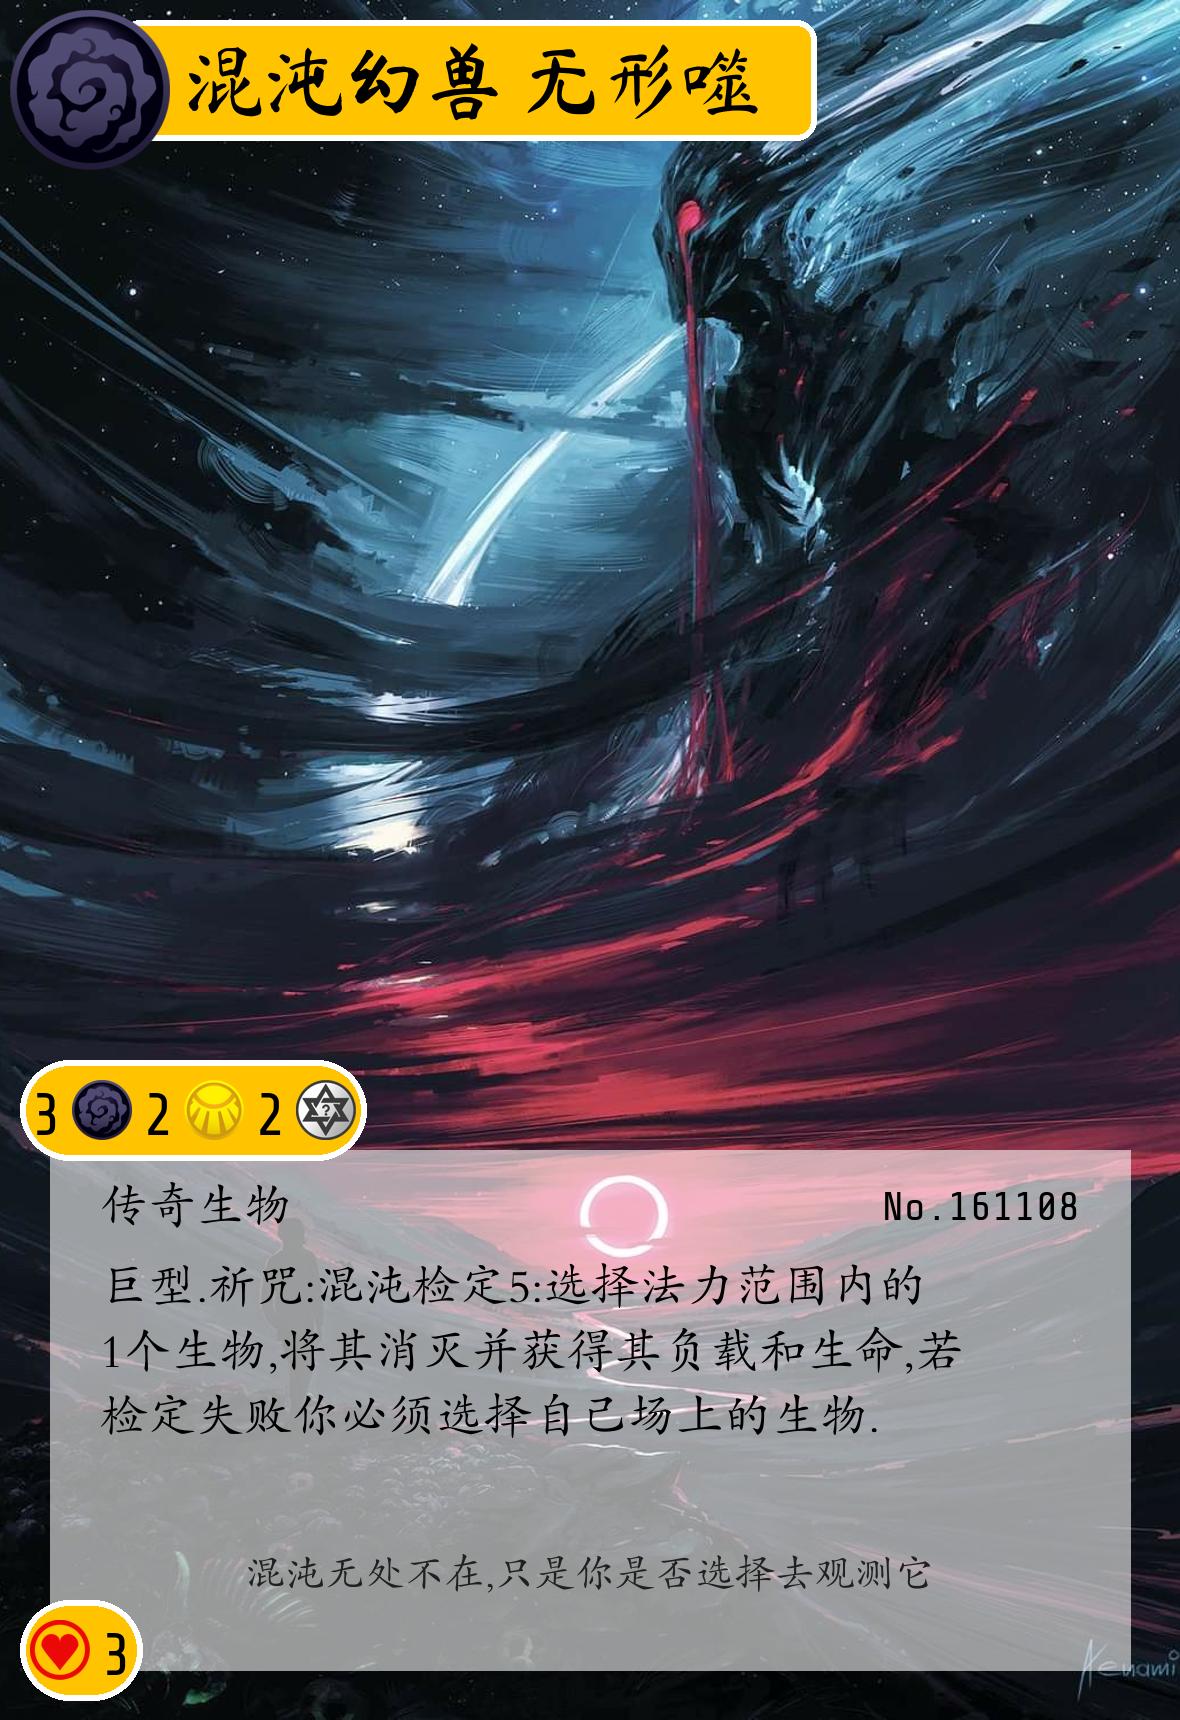 混沌幻兽 无形噬
3 2 2 ?
传奇生物 No.161108
巨型.祈咒:混沌检定5:选择法力范围内的
1个生物,将其消灭并获得其负载和生命,若
检定失败你必须选择自己场上的生物.
混沌无处不在,只是你是否选择去观测它
3
Aenami